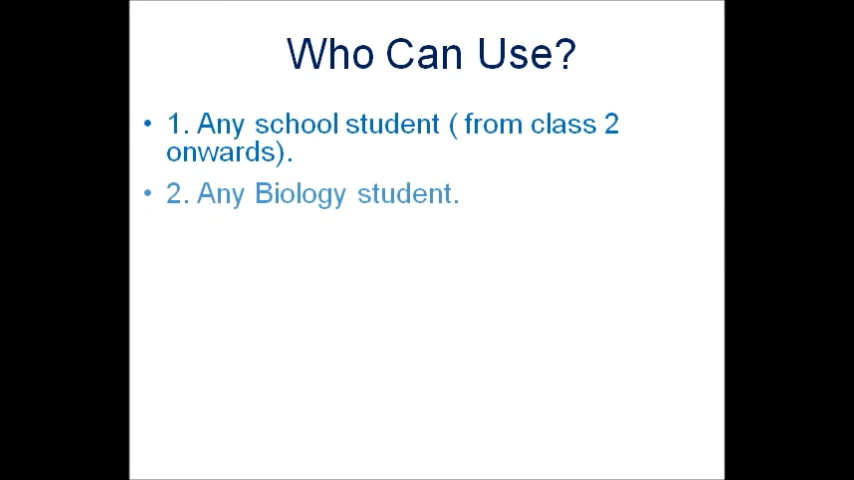 Who Can Use?
• 1. Any school student ( from class 2
onwards).
• 2. Any Biology student.